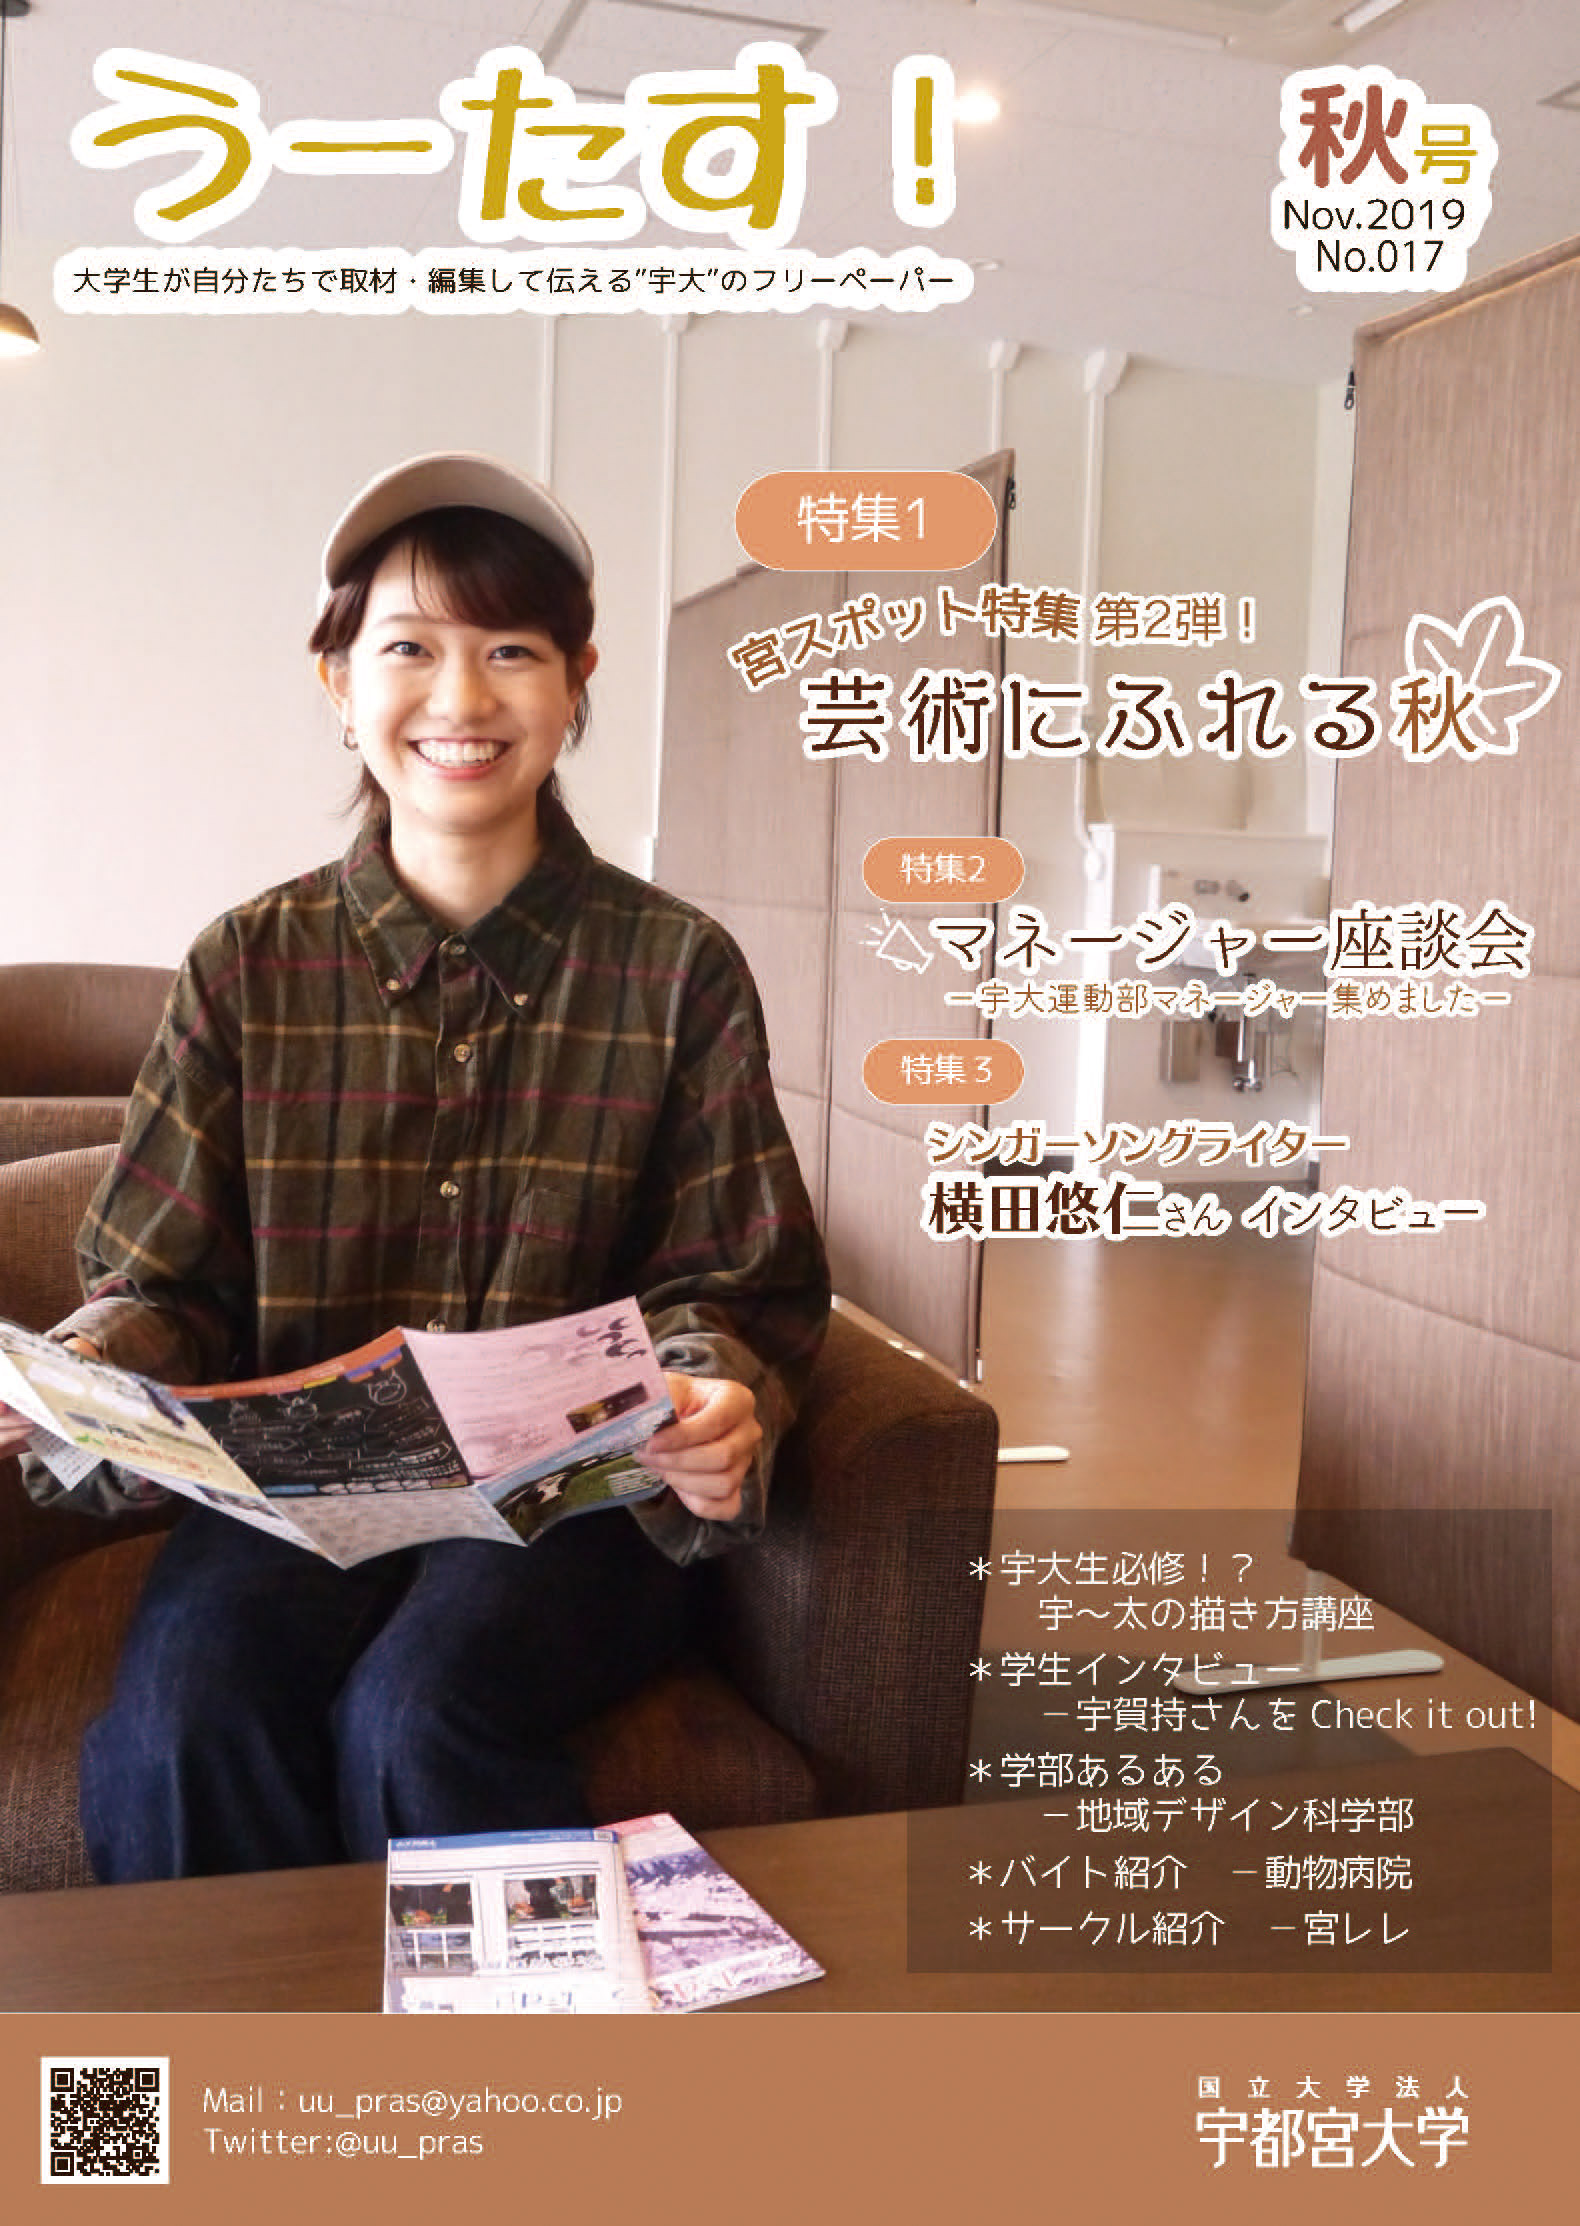 うーたす！
大学生が自分たちで取材・編集して伝える"宇大"のフリーペーパー
秋号
Nov.2019
No.017
特集1
宮スポット特集 第2弾！
芸術にふれる秋
特集2
マネージャー座談会
－宇大運動部マネージャー集めました－
特集３
シンガーソングライター
横田悠仁さん インタビュー
＊宇大生必修！？
宇～太の描き方講座
＊学生インタビュー
－宇賀持さんを Check it out!
＊学部あるある
－地域デザイン科学部
＊バイト紹介　－動物病院
＊サークル紹介　－宮レレ
Mail：uu_pras@yahoo.co.jp
Twitter:@uu_pras
国立大学法人
宇都宮大学